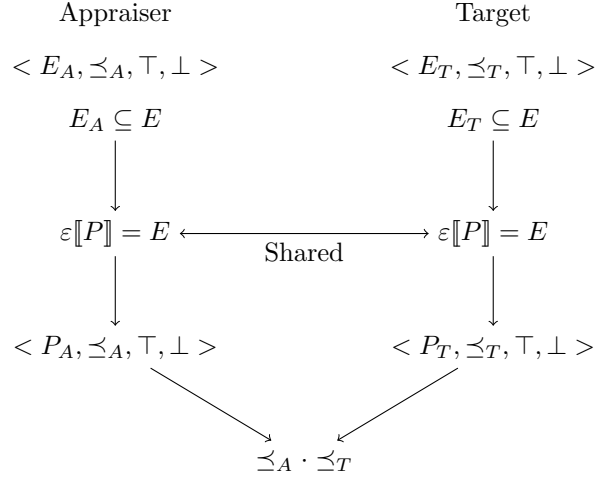 Appraiser Target
< E_A, ⪯_A, ⊤, ⊥ > < E_T, ⪯_T, ⊤, ⊥ >
E_A ⊆ E E_T ⊆ E
ε⟦P⟧ = E ε⟦P⟧ = E
Shared
< P_A, ⪯_A, ⊤, ⊥ > < P_T, ⪯_T, ⊤, ⊥ >
⪯_A · ⪯_T